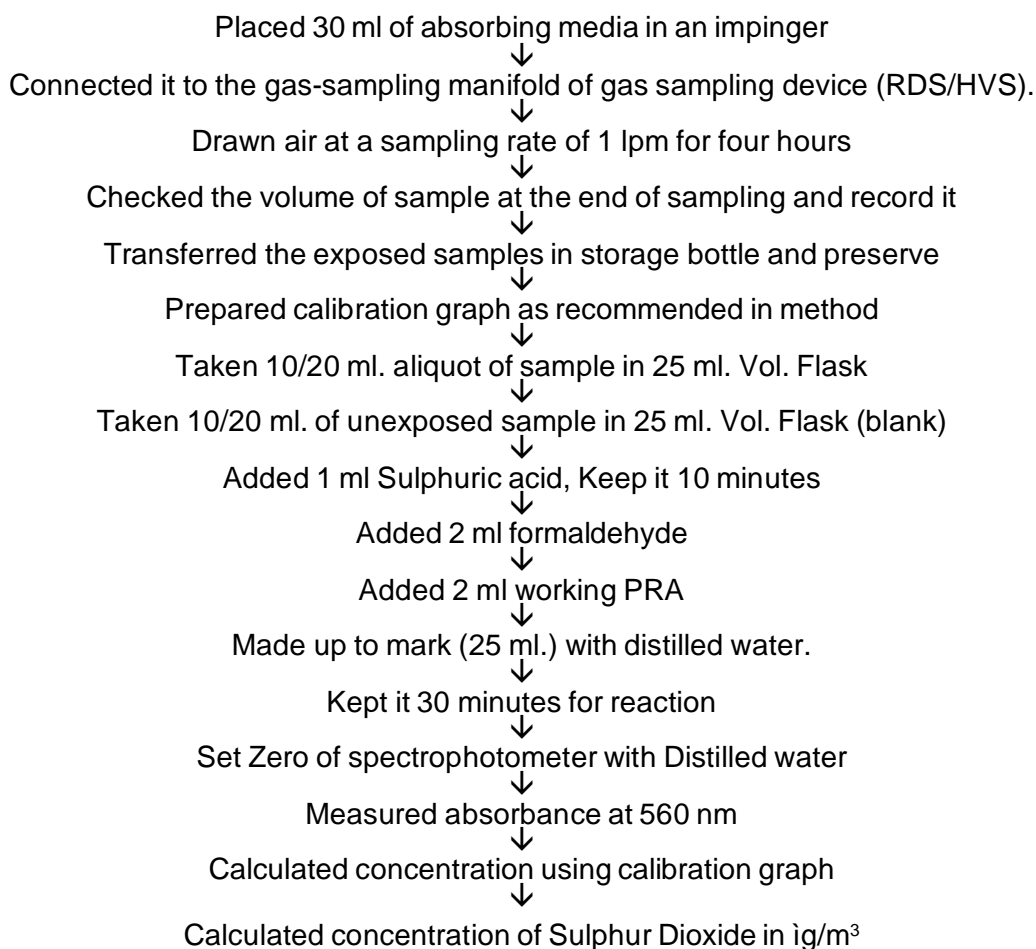 Placed 30 ml of absorbing media in an impinger
Connected it to the gas-sampling manifold of gas sampling device (RDS/HVS).
Drawn air at a sampling rate of 1 lpm for four hours
Checked the volume of sample at the end of sampling and record it
Transferred the exposed samples in storage bottle and preserve
Prepared calibration graph as recommended in method
Taken 10/20 ml. aliquot of sample in 25 ml. Vol. Flask
Taken 10/20 ml. of unexposed sample in 25 ml. Vol. Flask (blank)
Added 1 ml Sulphuric acid, Keep it 10 minutes
Added 2 ml formaldehyde
Added 2 ml working PRA
Made up to mark (25 ml.) with distilled water.
Kept it 30 minutes for reaction
Set Zero of spectrophotometer with Distilled water
Measured absorbance at 560 nm
Calculated concentration using calibration graph
Calculated concentration of Sulphur Dioxide in ìg/m³